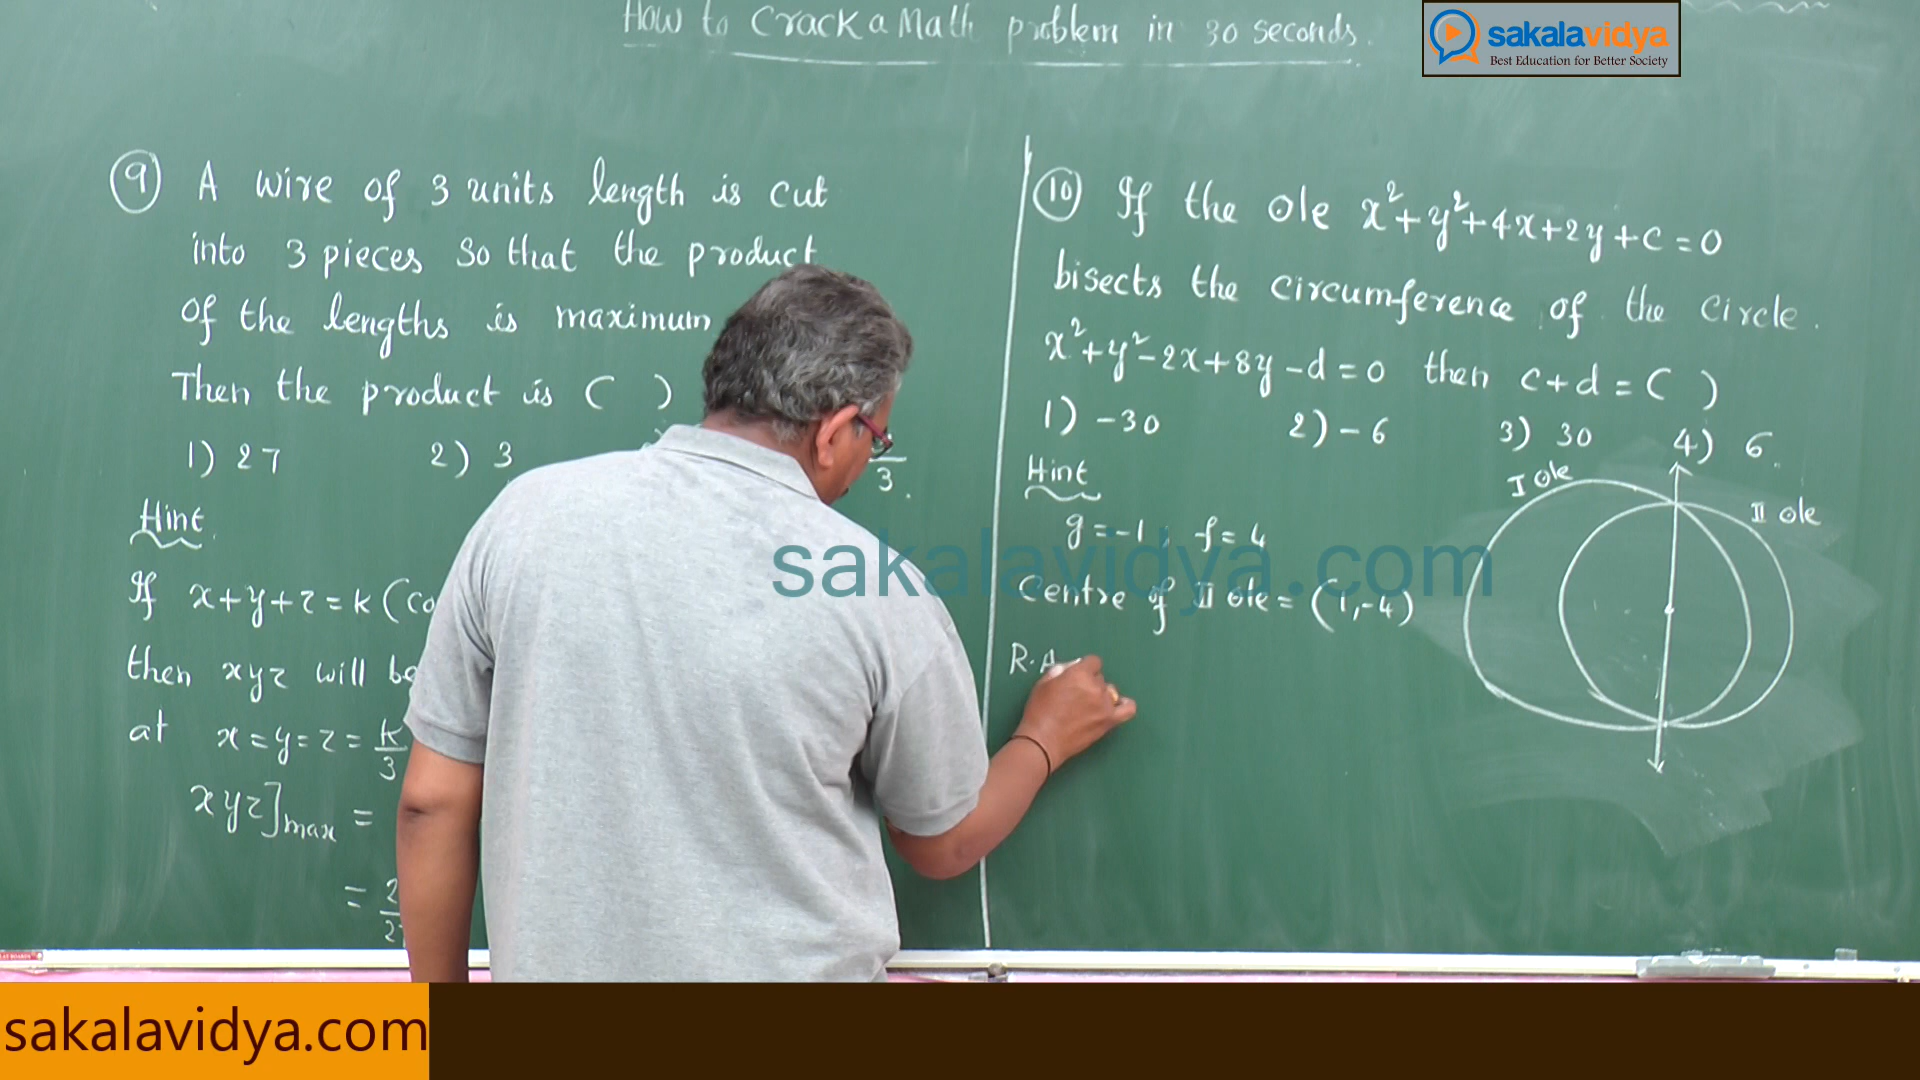 How to Crack a Math problem in 30 seconds.
sakalavidya
Best Education for Better Society
9 A wire of 3 units length is cut
into 3 pieces so that the product
of the lengths is maximum
Then the product is ( )
1) 27 2) 3
3.
Hint
If x+y+z=k (co
then xyz will be
at x=y=z=k/3
xyz]max =
=
10 If the ole x²+y²+4x+2y+c=0
bisects the circumference of the circle.
x²+y²-2x+8y-d=0 then c+d=( )
1) -30 2) -6 3) 30 4) 6.
Hint
I ole
II ole
g=-1, f=4
Centre of II ole = (1,-4)
R.A
sakalavidya.com
sakalavidya.com